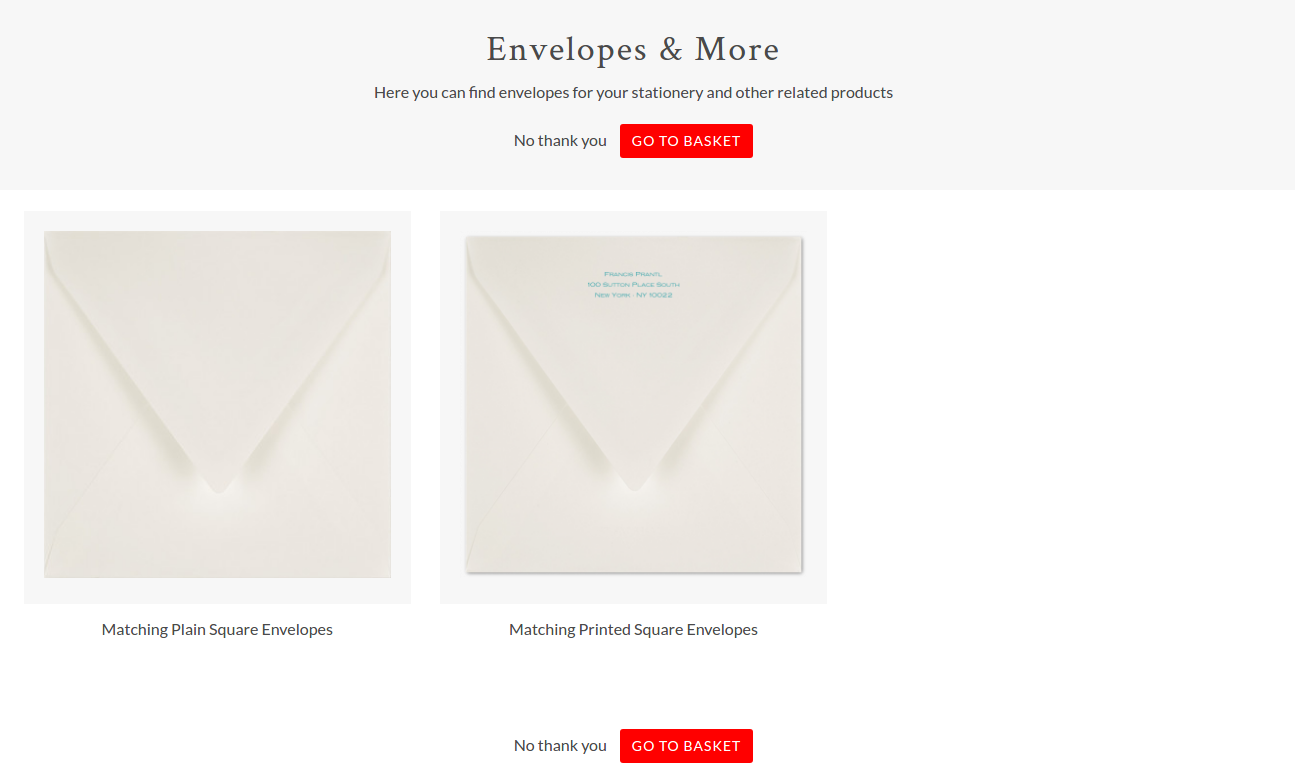 Envelopes & More
Here you can find envelopes for your stationery and other related products
No thank you GO TO BASKET
Francis Prantl
100 Sutton Place South
New York · NY 10022
Matching Plain Square Envelopes
Matching Printed Square Envelopes
No thank you GO TO BASKET